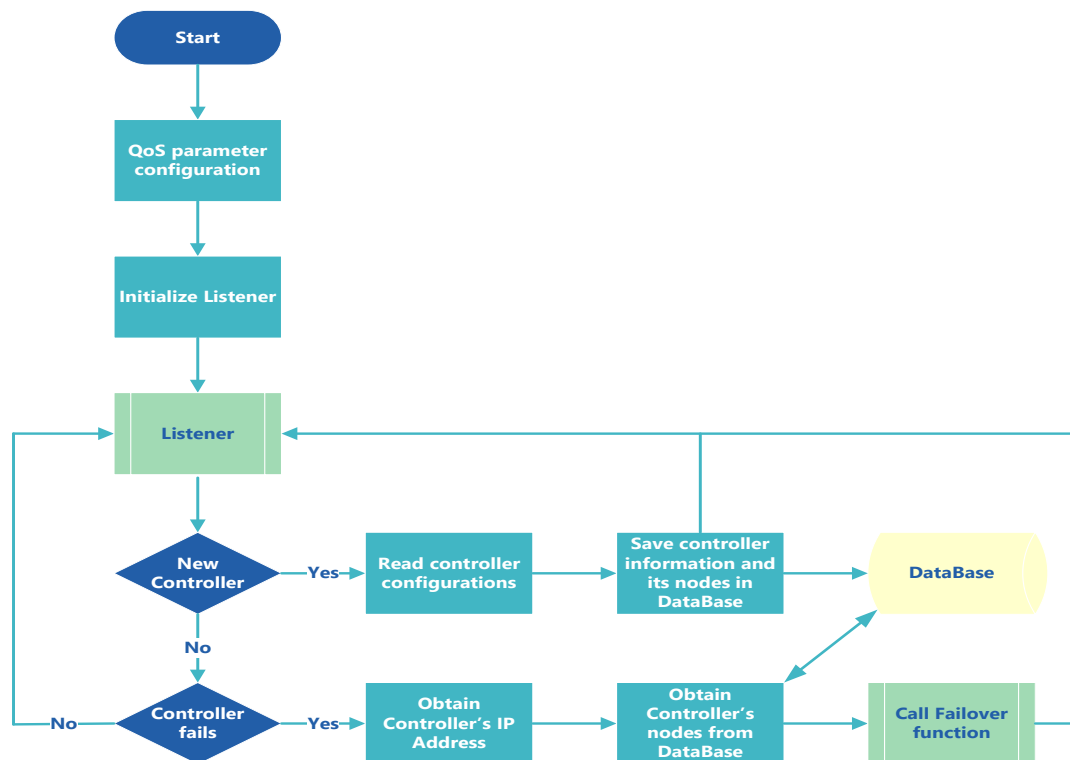 Start
QoS parameter
configuration
Initialize Listener
Listener
New
Controller
Yes
Read controller
configurations
Save controller
information and
its nodes in
DataBase
DataBase
No
No
Controller
fails
Yes
Obtain
Controller's IP
Address
Obtain
Controller's
nodes from
DataBase
Call Failover
function